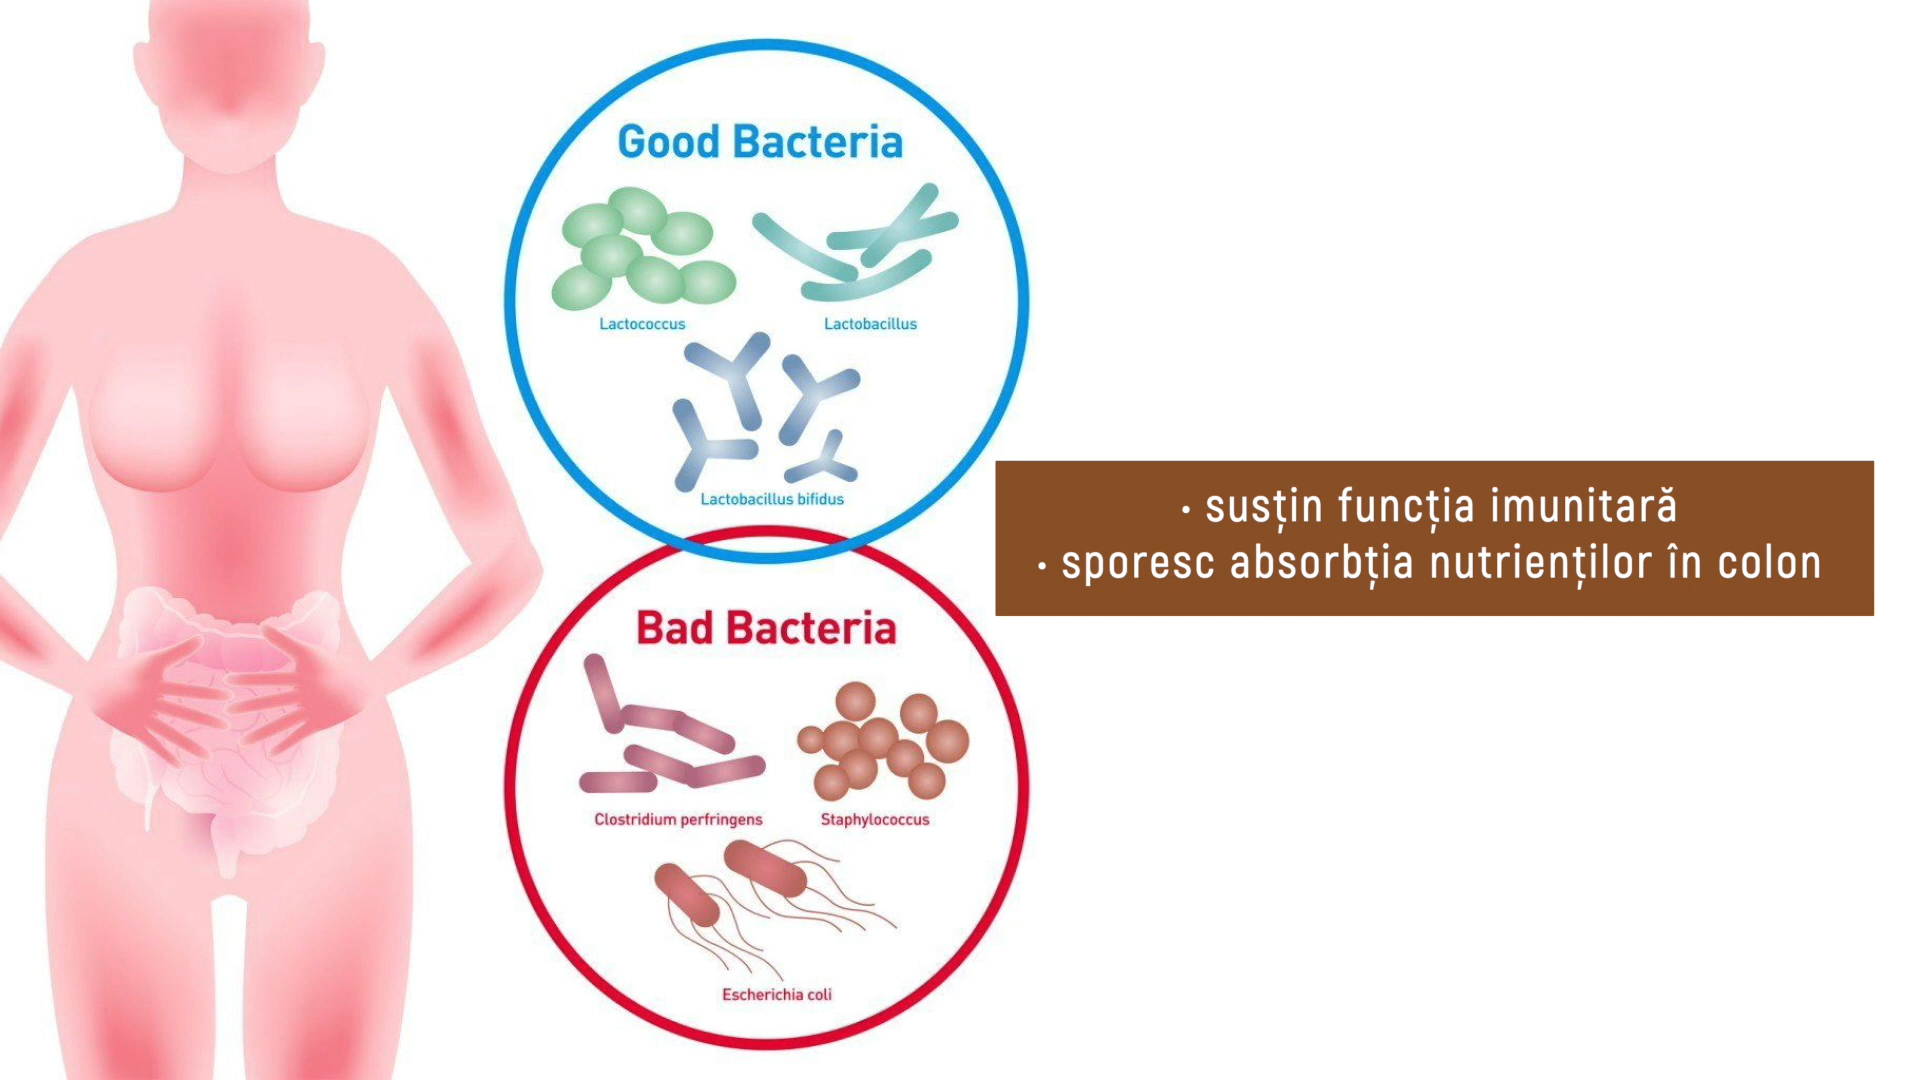 Good Bacteria
Lactococcus
Lactobacillus
Lactobacillus bifidus
Bad Bacteria
Clostridium perfringens
Staphylococcus
Escherichia coli
• susțin funcția imunitară
• sporesc absorbția nutrienților în colon